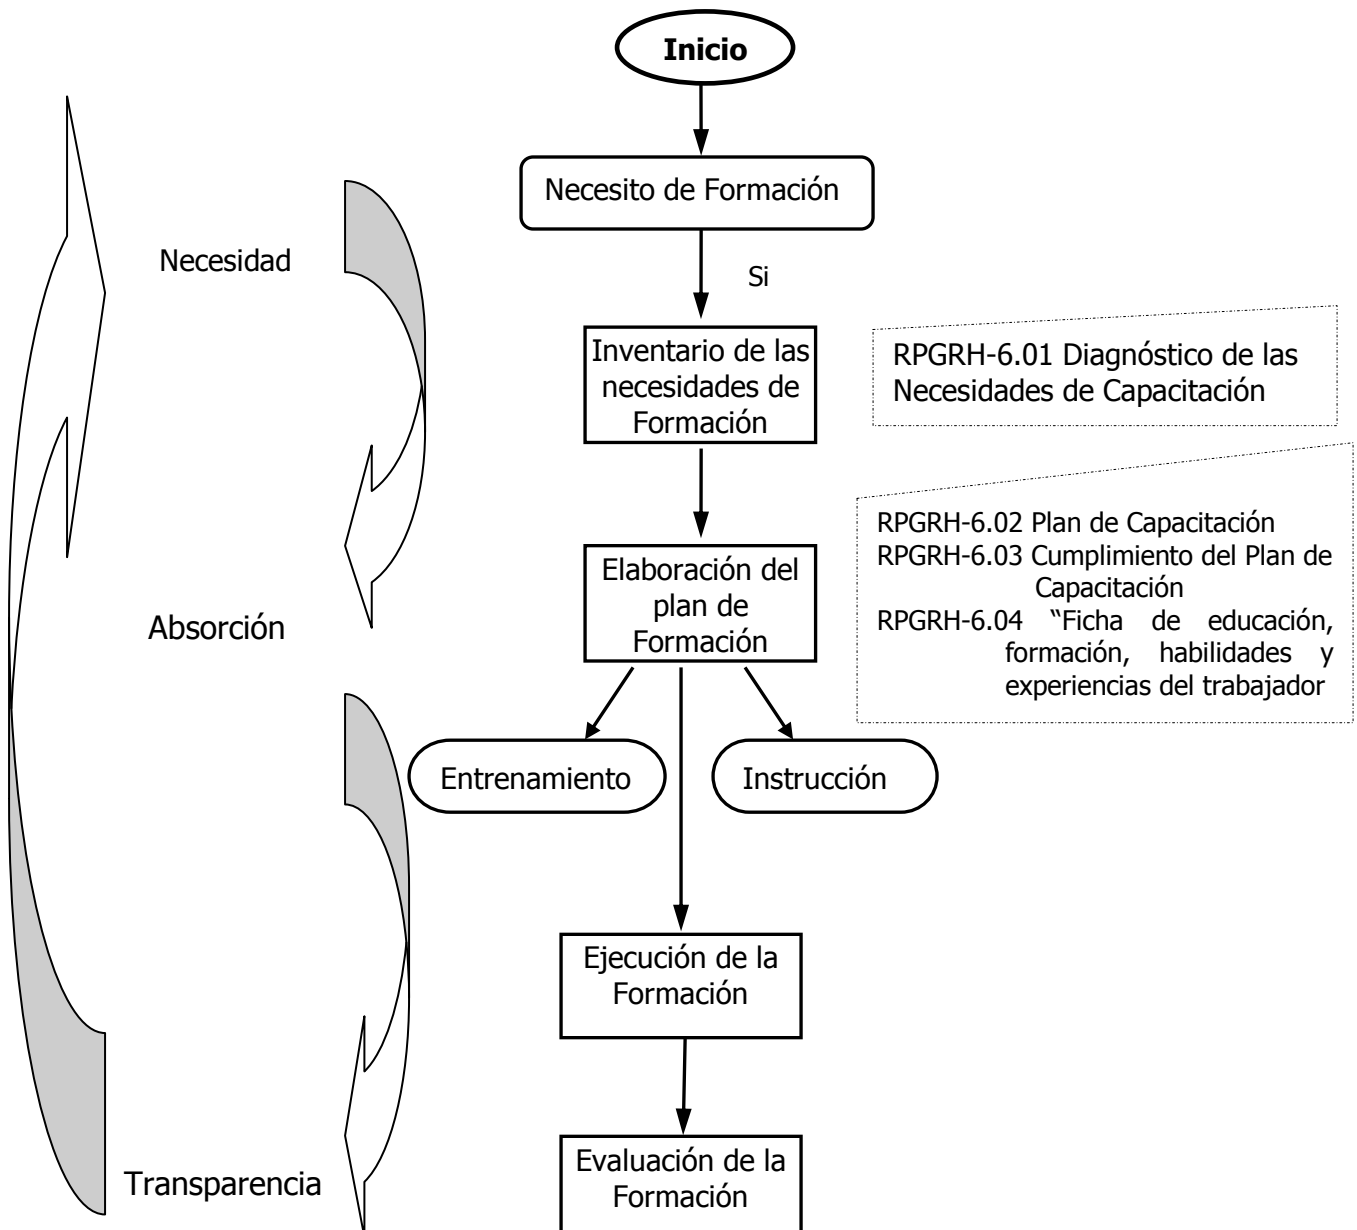 Inicio
Necesito de Formación
Necesidad
Si
Inventario de las
necesidades de
Formación
RPGRH-6.01 Diagnóstico de las
Necesidades de Capacitación
RPGRH-6.02 Plan de Capacitación
RPGRH-6.03 Cumplimiento del Plan de
Capacitación
RPGRH-6.04 “Ficha de educación,
formación, habilidades y
experiencias del trabajador
Elaboración del
plan de
Formación
Absorción
Entrenamiento
Instrucción
Ejecución de la
Formación
Evaluación de la
Formación
Transparencia